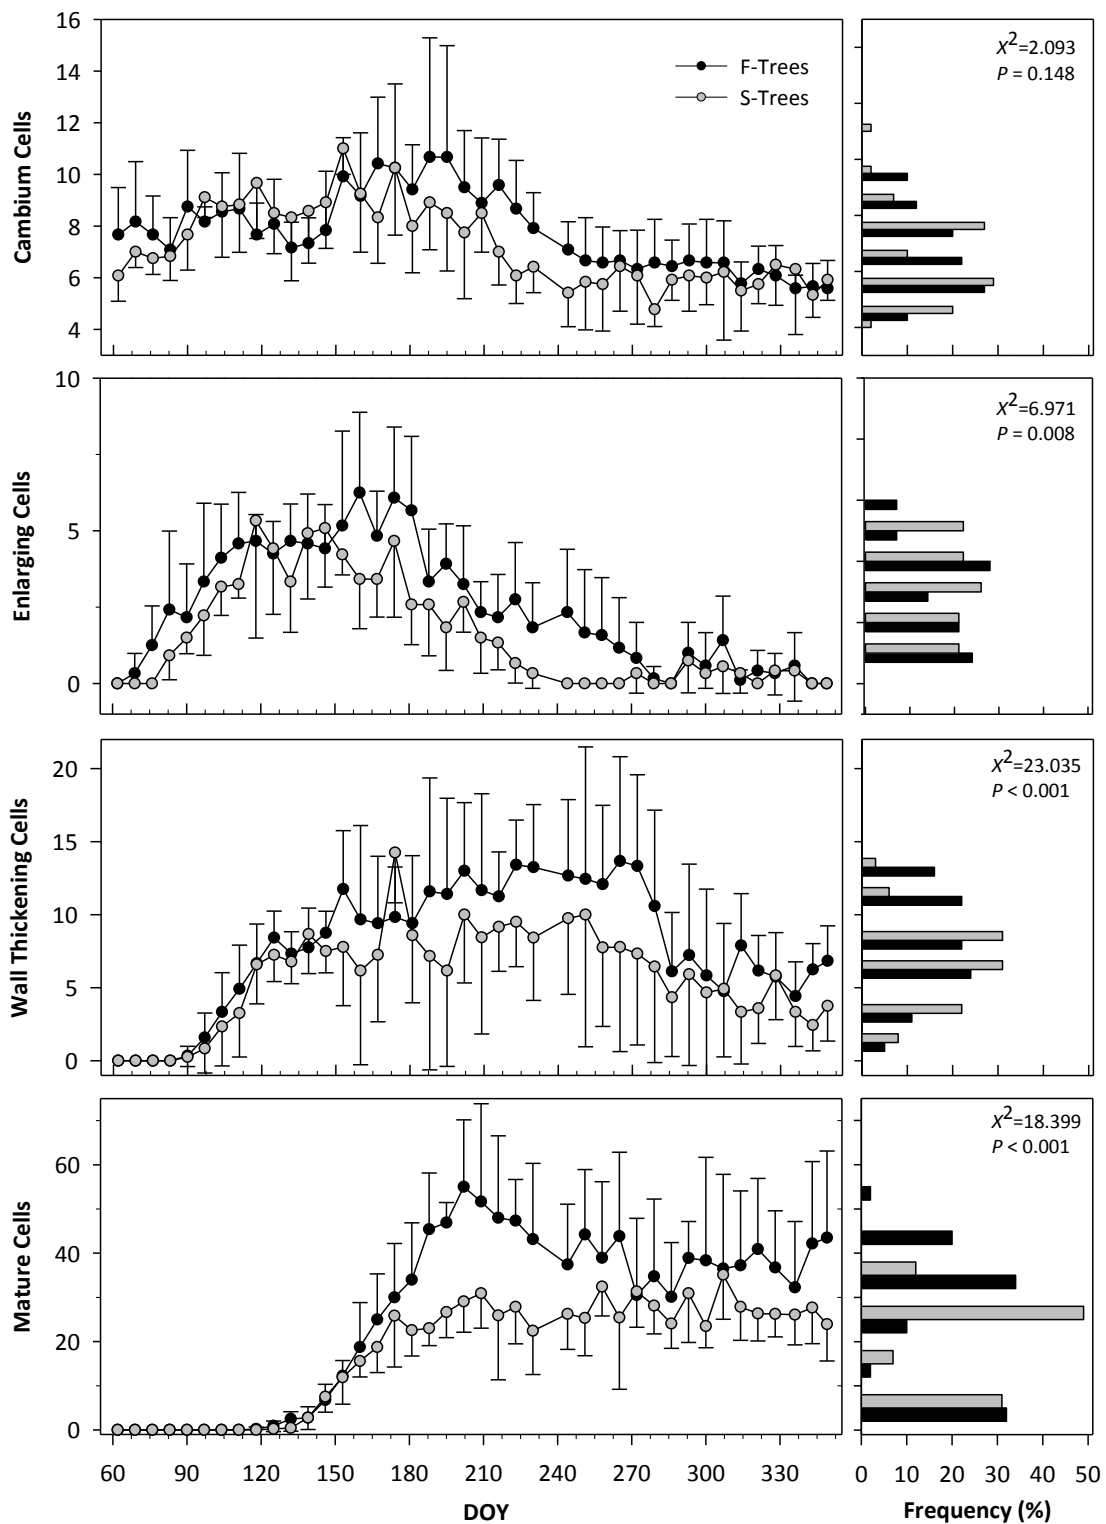 16
14
12
10
8
6
4
Cambium Cells
F-Trees
S-Trees
X²=2.093
P = 0.148
10
5
0
Enlarging Cells
X²=6.971
P = 0.008
20
15
10
5
0
Wall Thickening Cells
X²=23.035
P < 0.001
60
40
20
0
Mature Cells
X²=18.399
P < 0.001
60 90 120 150 180 210 240 270 300 330
DOY
0 10 20 30 40 50
Frequency (%)